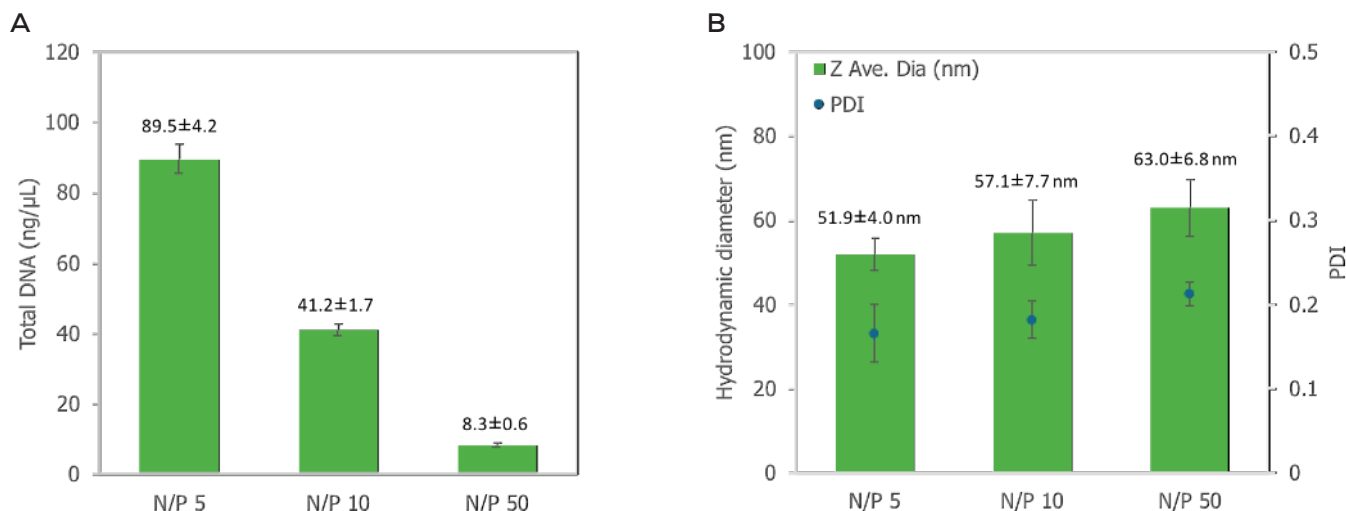 A
Total DNA (ng/µL)
120
100
80
60
40
20
0
89.5±4.2
41.2±1.7
8.3±0.6
N/P 5
N/P 10
N/P 50
B
Hydrodynamic diameter (nm)
100
80
60
40
20
0
Z Ave. Dia (nm)
PDI
51.9±4.0 nm
57.1±7.7 nm
63.0±6.8 nm
N/P 5
N/P 10
N/P 50
0.5
0.4
0.3
0.2
0.1
0
PDI